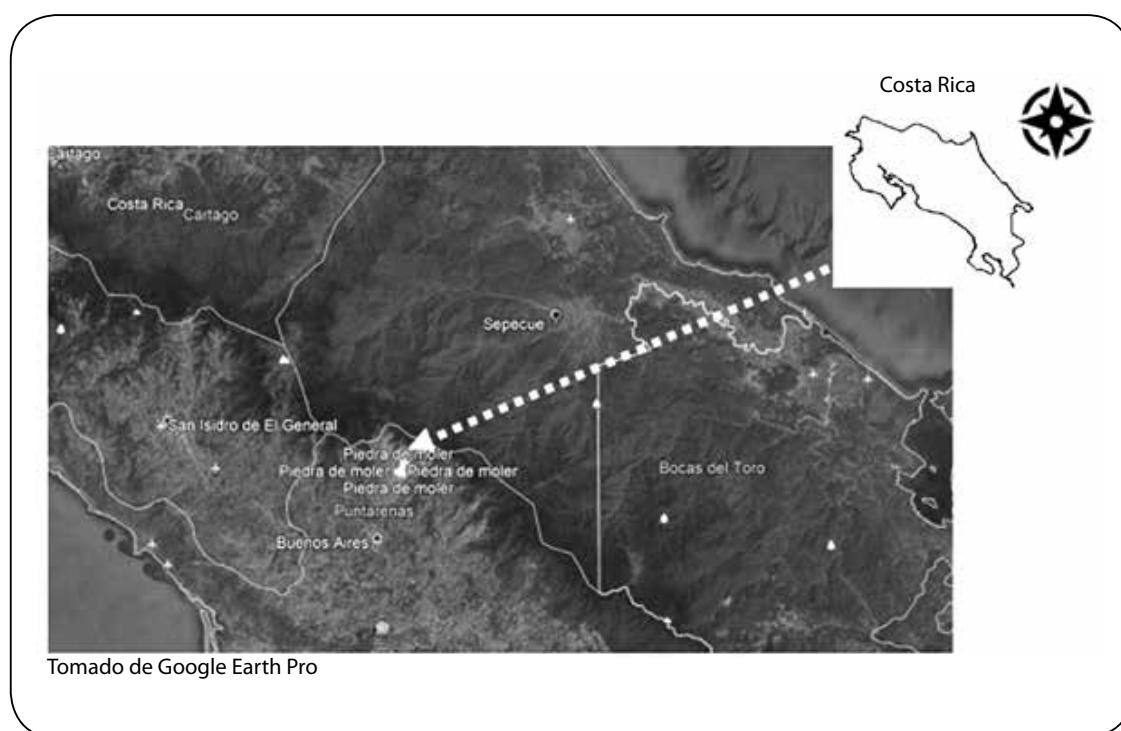 Costa Rica
Cartago
Costa Rica
Cartago
Sepecue
San Isidro de El General
Piedra de moler
Piedra de moler Piedra de moler
Piedra de moler
Bocas del Toro
Puntarenas
Buenos Aires
Tomado de Google Earth Pro